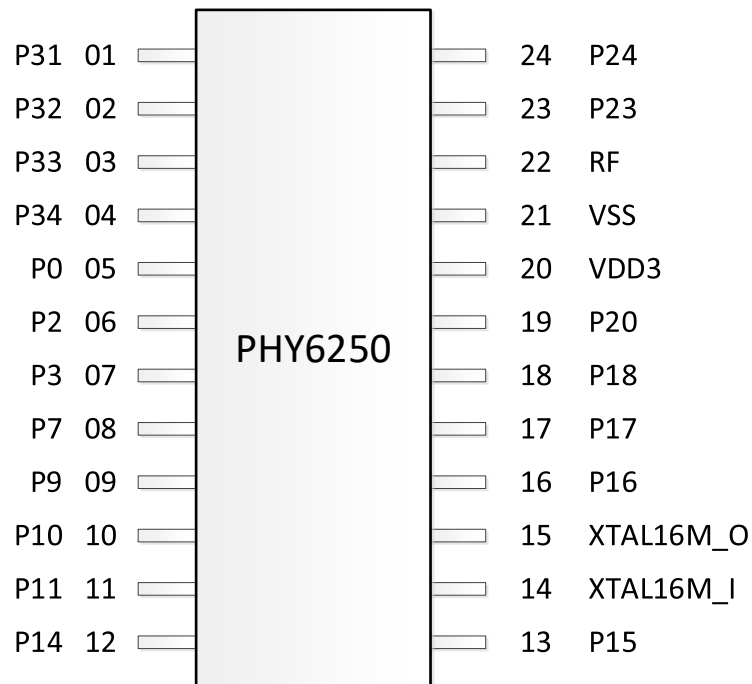 P31 01 24 P24
P32 02 23 P23
P33 03 22 RF
P34 04 21 VSS
P0 05 20 VDD3
P2 06 19 P20
PHY6250
P3 07 18 P18
P7 08 17 P17
P9 09 16 P16
P10 10 15 XTAL16M_O
P11 11 14 XTAL16M_I
P14 12 13 P15